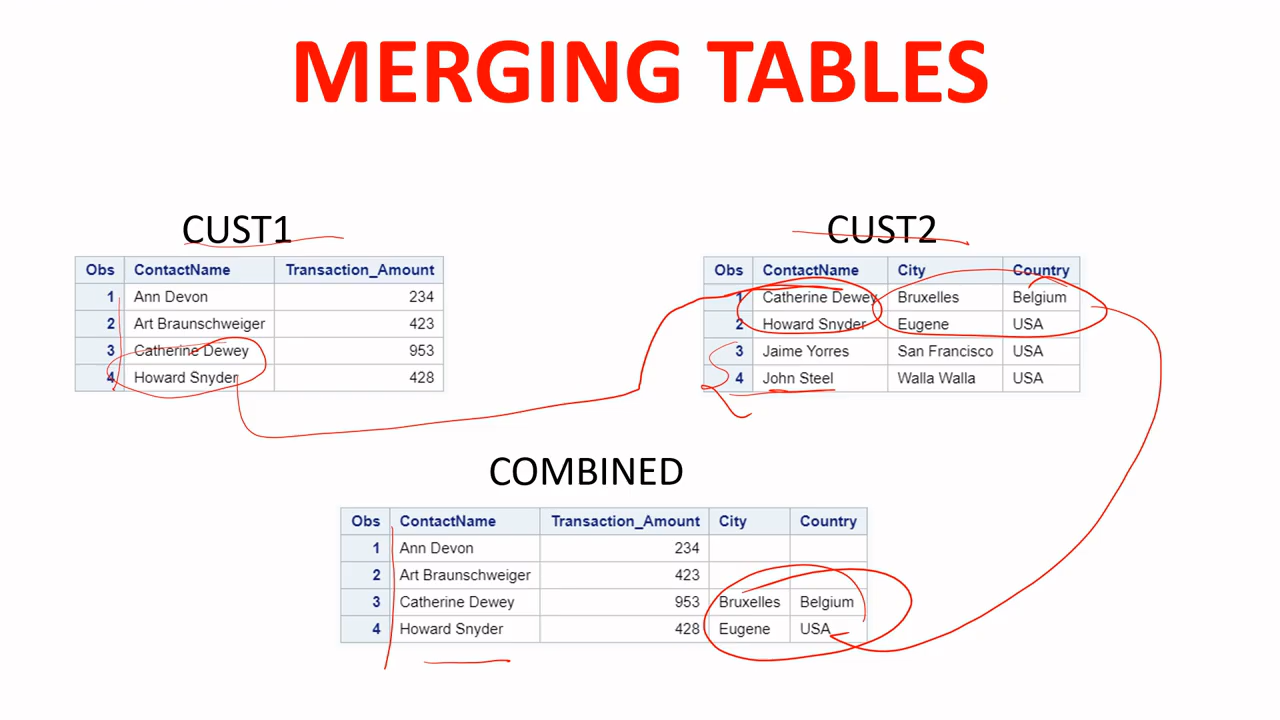 MERGING TABLES
CUST1
Obs ContactName Transaction_Amount
1 Ann Devon 234
2 Art Braunschweiger 423
3 Catherine Dewey 953
4 Howard Snyder 428
CUST2
Obs ContactName City Country
1 Catherine Dewey Bruxelles Belgium
2 Howard Snyder Eugene USA
3 Jaime Yorres San Francisco USA
4 John Steel Walla Walla USA
COMBINED
Obs ContactName Transaction_Amount City Country
1 Ann Devon 234
2 Art Braunschweiger 423
3 Catherine Dewey 953 Bruxelles Belgium
4 Howard Snyder 428 Eugene USA